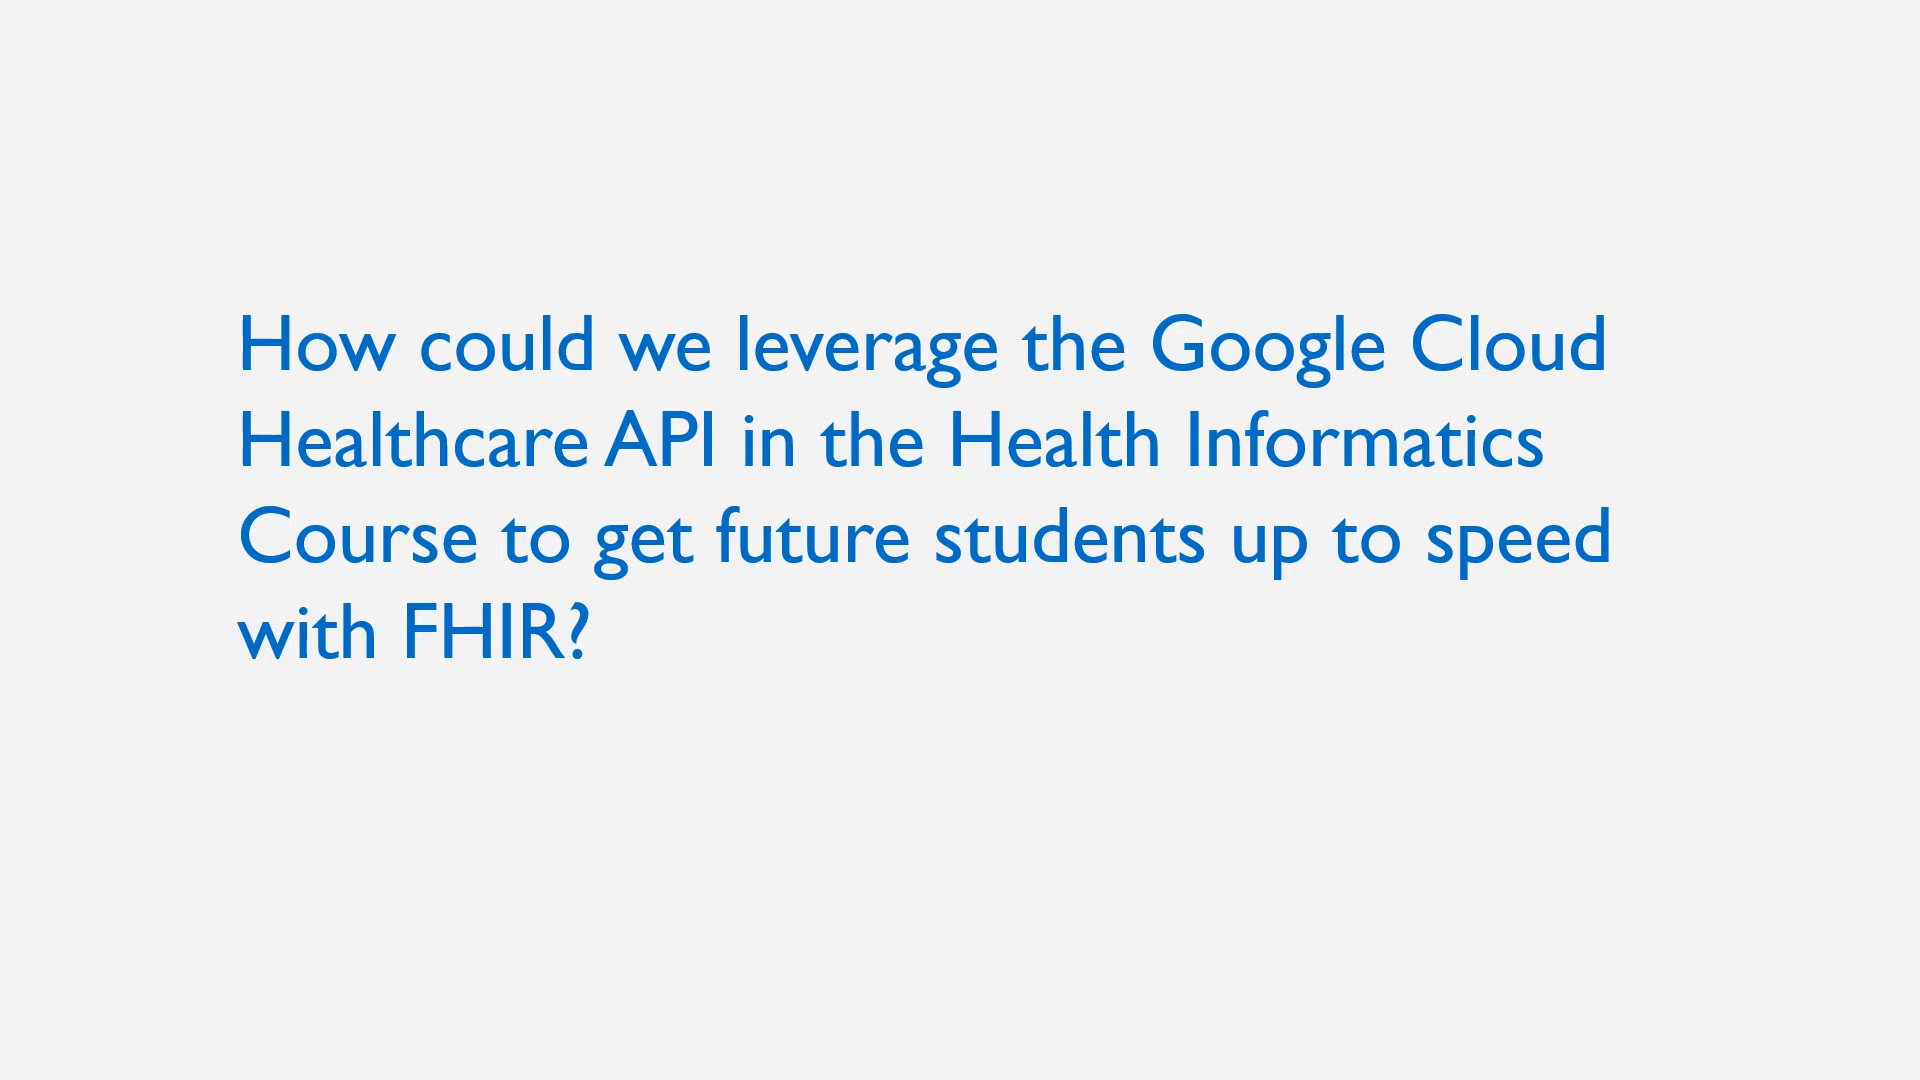 How could we leverage the Google Cloud
Healthcare API in the Health Informatics
Course to get future students up to speed
with FHIR?